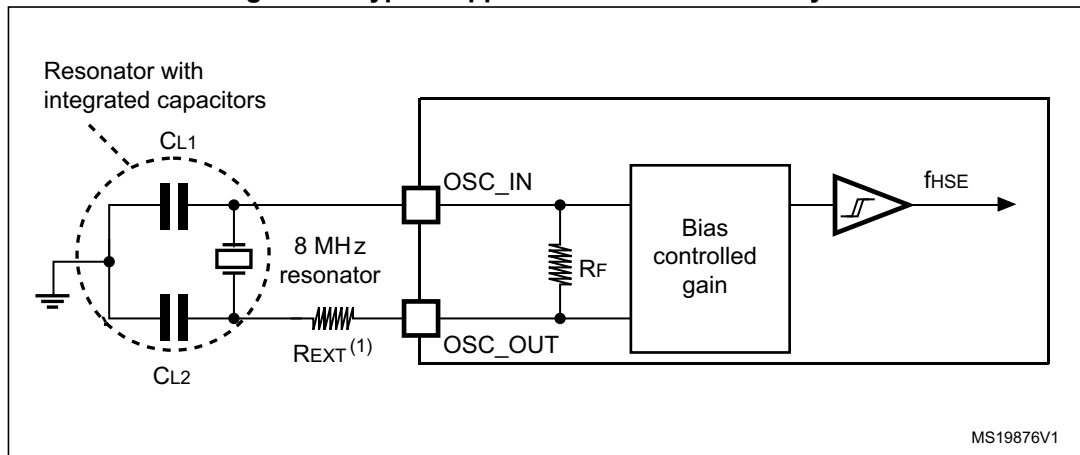 Resonator with
integrated capacitors
CL1
OSC_IN
fHSE
8 MHz
resonator
RF
Bias
controlled
gain
REXT (1)
OSC_OUT
CL2
MS19876V1